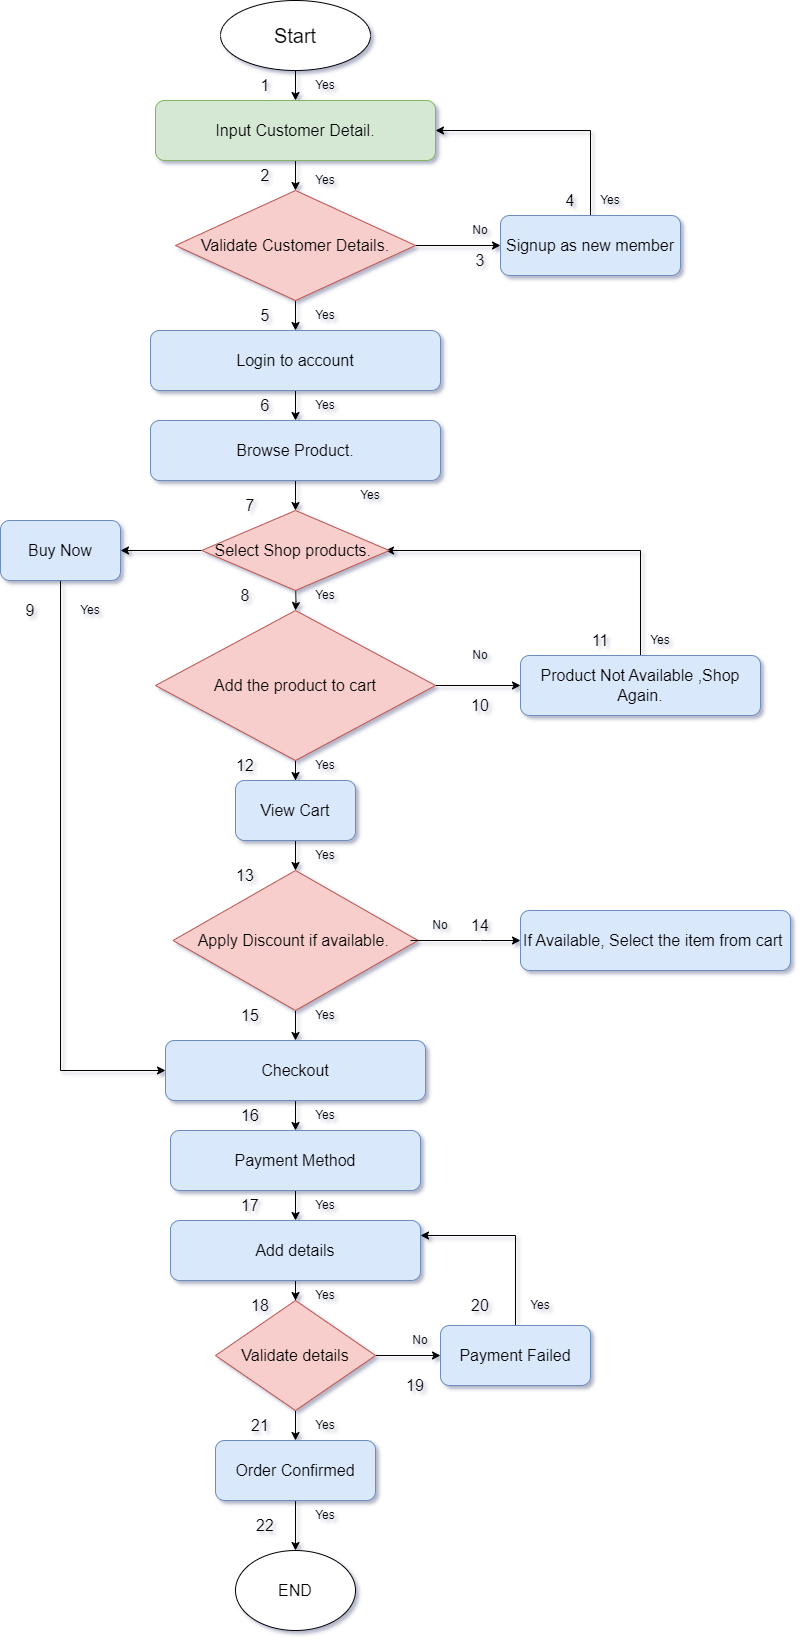 Start
1
Yes
Input Customer Detail.
2
Yes
4
Yes
Validate Customer Details.
No
3
Signup as new member
5
Yes
Login to account
6
Yes
Browse Product.
7
Yes
Buy Now
Select Shop products.
9
Yes
8
Yes
Add the product to cart
No
10
11
Yes
Product Not Available ,Shop
Again.
12
Yes
View Cart
Yes
13
Apply Discount if available.
No
14
If Available, Select the item from cart
15
Yes
Checkout
16
Yes
Payment Method
17
Yes
Add details
18
Yes
20
Yes
Validate details
No
19
Payment Failed
21
Yes
Order Confirmed
22
Yes
END